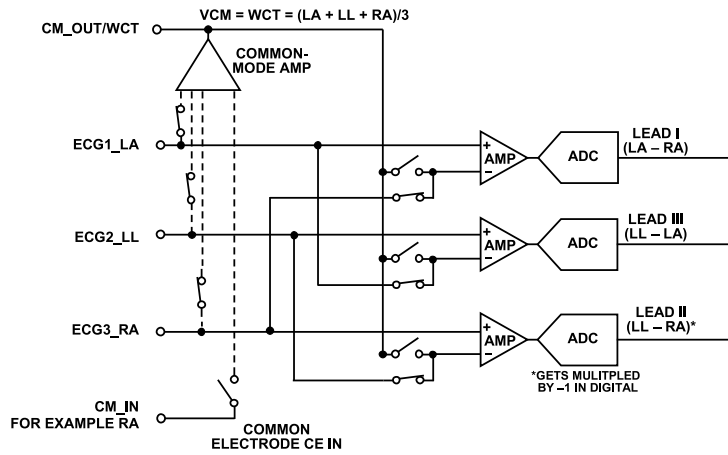 CM_OUT/WCT
VCM = WCT = (LA + LL + RA)/3
COMMON-
MODE AMP
ECG1_LA
+
–
AMP
ADC
LEAD I
(LA – RA)
ECG2_LL
+
–
AMP
ADC
LEAD III
(LL – LA)
ECG3_RA
+
–
AMP
ADC
LEAD II
(LL – RA)*
*GETS MULITPLED
BY –1 IN DIGITAL
CM_IN
FOR EXAMPLE RA
COMMON
ELECTRODE CE IN